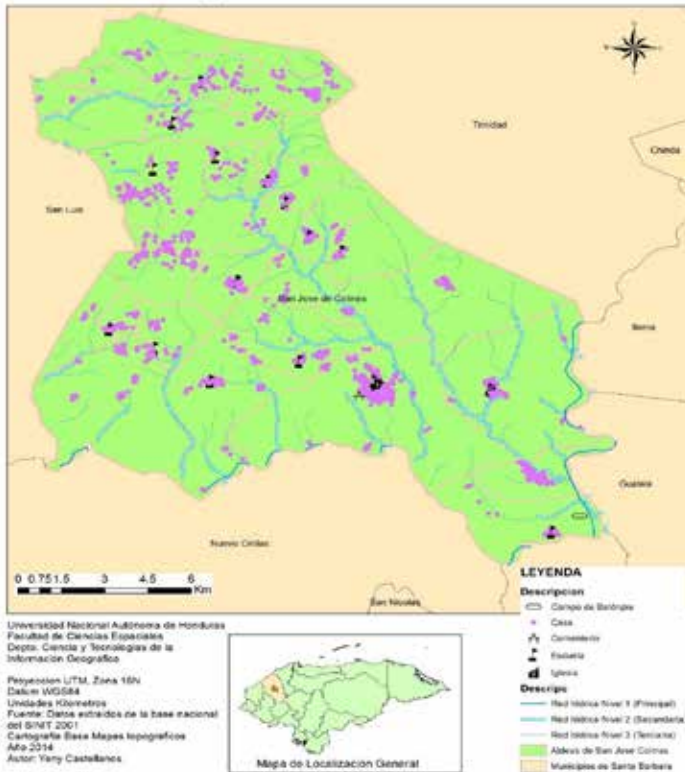 Trinidad
Chinda
San Luis
San Jose de Colinas
Ilama
Gualala
Nuevo Celilac
San Nicolas
0 0.75 1.5 3 4.5 6
Km
LEYENDA
Descripcion
Campo de Balónpie
Casa
Cementerio
Escuela
Iglesia
Descripc
Red Hidrica Nivel 1 (Principal)
Red Hidrica Nivel 2 (Secundaria)
Red Hidrica Nivel 3 (Terciaria)
Aldeas de San José Colinas
Municipios de Santa Barbara
Universidad Nacional Autónoma de Honduras
Facultad de Ciencias Espaciales
Depto. Ciencia y Tecnologías de la
Información Geográfica
Proyeccion UTM, Zona 16N
Datum WGS84
Unidades Kilometros
Fuente: Datos extraidos de la base nacional
del SINIT 2001
Cartografia Base Mapas topograficos
Año 2014
Autor: Yeny Castellanos
Mapa de Localización General